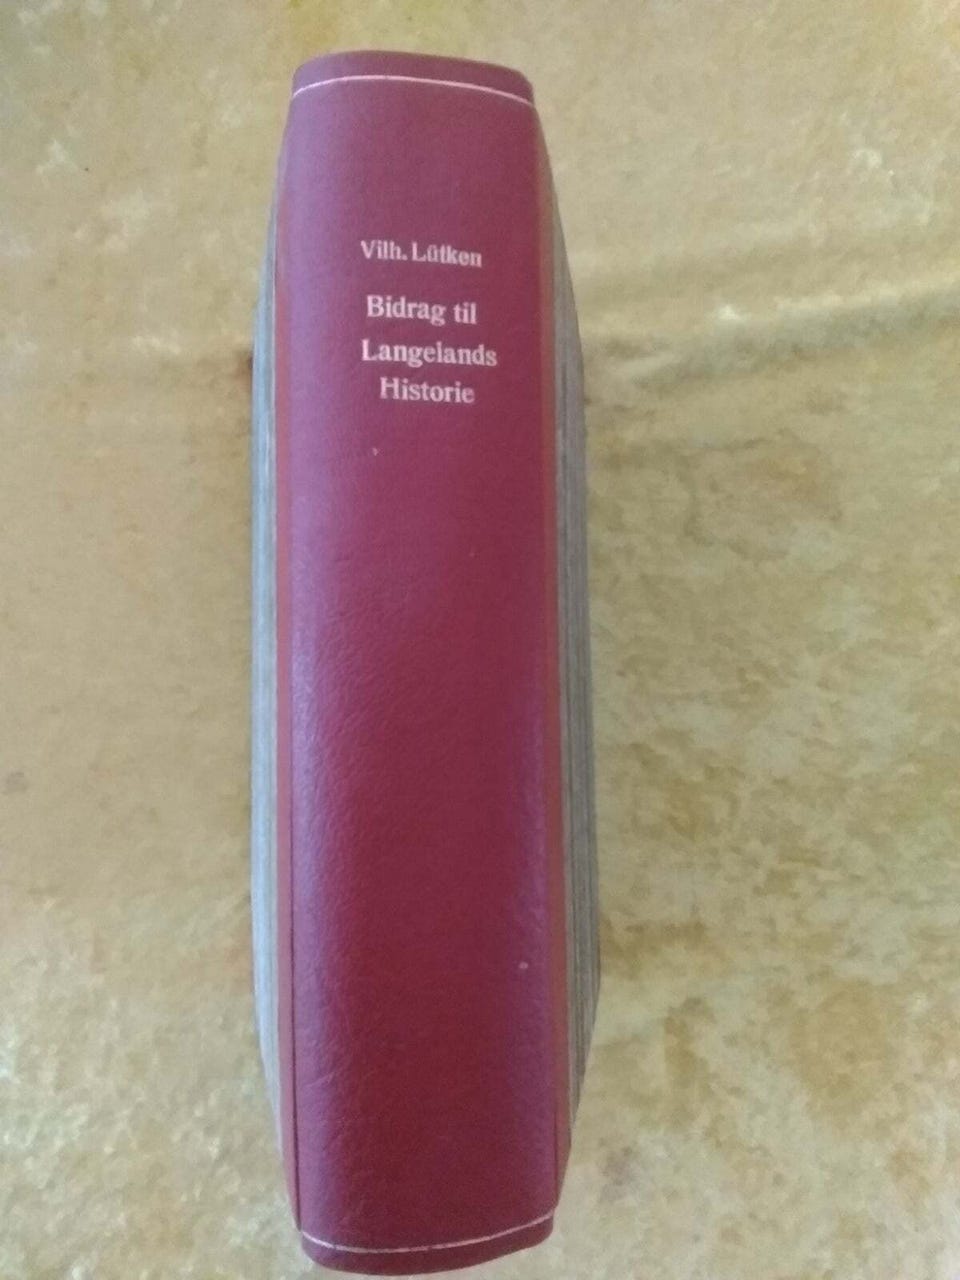 Vilh. Lütken
Bidrag til
Langelands
Historie